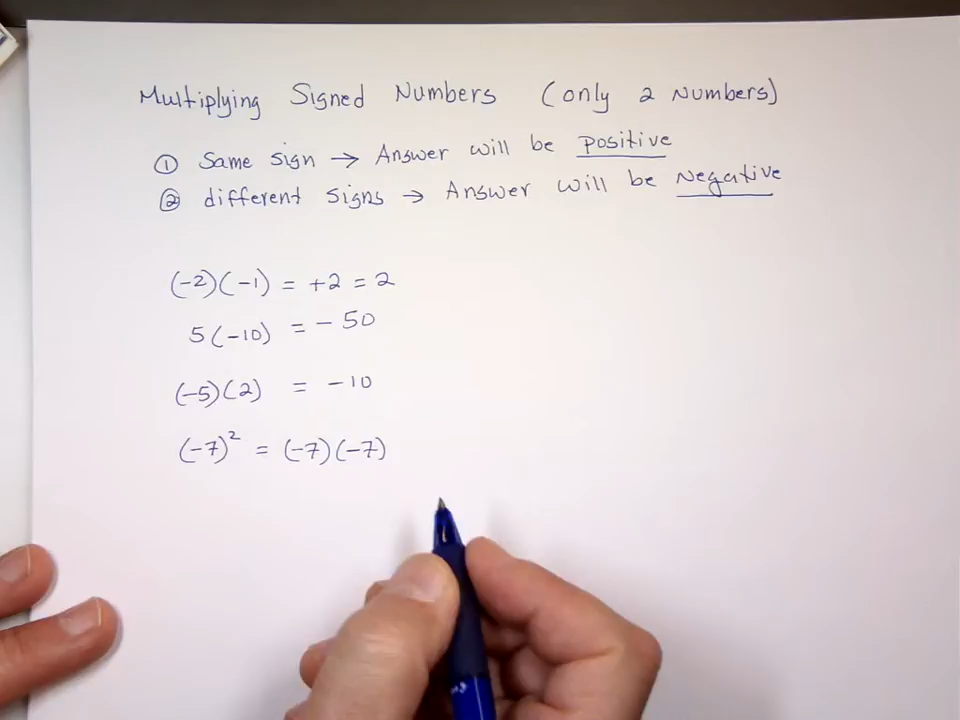 Multiplying Signed Numbers (only 2 Numbers)
① Same sign → Answer will be positive
② different signs → Answer will be Negative
(-2)(-1) = +2 = 2
5(-10) = -50
(-5)(2) = -10
(-7)² = (-7)(-7)